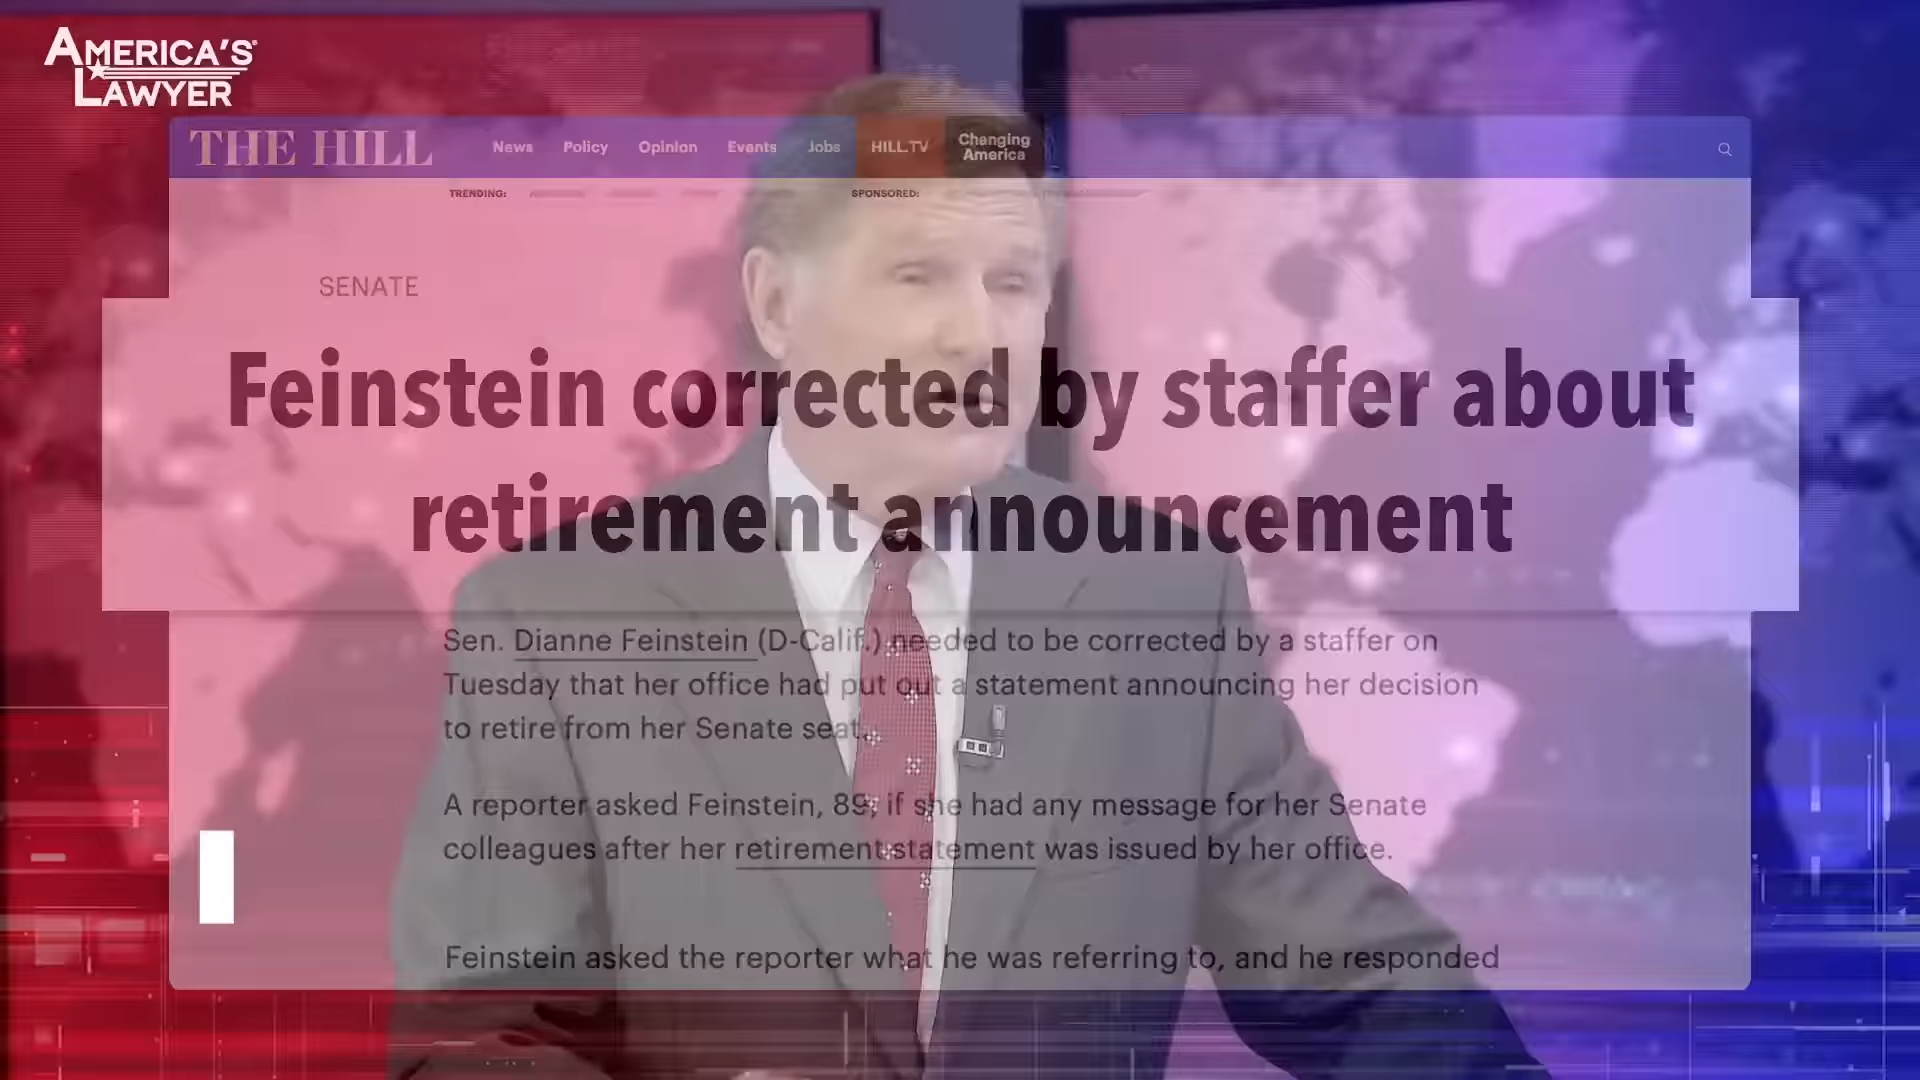 AMERICA'S
LAWYER
THE HILL
News Policy Opinion Events Jobs HILL.TV Changing America
TRENDING: SPONSORED:
SENATE
Feinstein corrected by staffer about
retirement announcement
Sen. Dianne Feinstein (D-Calif.) needed to be corrected by a staffer on
Tuesday that her office had put out a statement announcing her decision
to retire from her Senate seat.
A reporter asked Feinstein, 89, if she had any message for her Senate
colleagues after her retirement statement was issued by her office.
Feinstein asked the reporter what he was referring to, and he responded